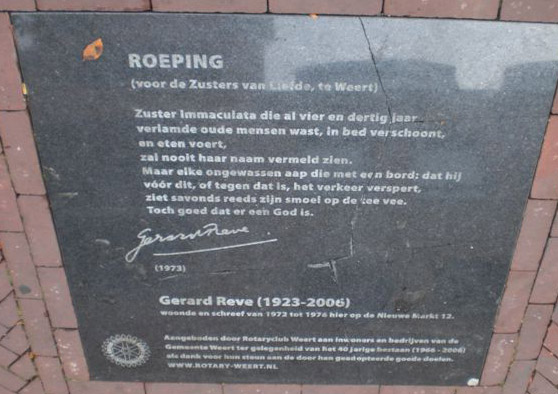 ROEPING
(voor de Zusters van Liefde, te Weert)
Zuster Immaculata die al vier en dertig jaar
verlamde oude mensen wast, in bed verschoont,
en eten voert,
zal nooit haar naam vermeld zien.
Maar elke ongewassen aap die met een bord: dat hij
vóór dit, of tegen dat is, het verkeer verspert,
ziet savonds reeds zijn smoel op de tee vee.
Toch goed dat er een God is.
Gerard Reve
(1973)
Gerard Reve (1923-2006)
woonde en schreef van 1972 tot 1976 hier op de Nieuwe Markt 12.
Aangeboden door Rotaryclub Weert aan inwoners en bedrijven van de
Gemeente Weert ter gelegenheid van het 40 jarige bestaan (1966 - 2006)
als dank voor hun steun aan de door han geadopteerde goede doelen.
WWW.ROTARY-WEERT.NL